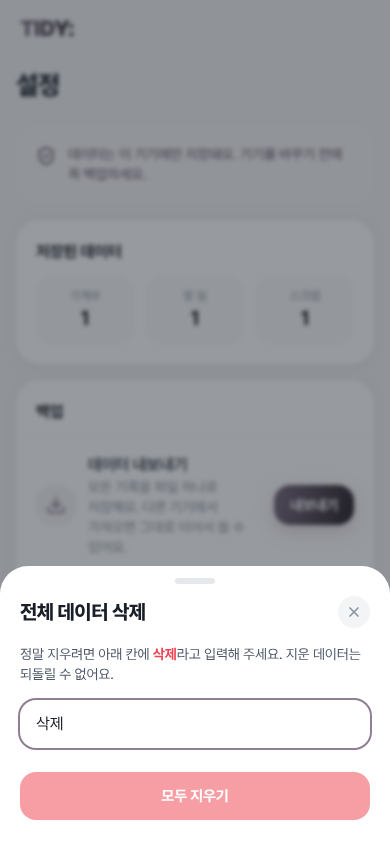 TIDY:
설정
데이터는 이 기기에만 저장돼요. 기기를 바꾸기 전에
꼭 백업하세요.
저장된 데이터
가계부
할 일
스크랩
1
1
1
백업
데이터 내보내기
모든 기록을 파일 하나로
저장해요. 다른 기기에서
가져오면 그대로 이어서 쓸 수
있어요.
내보내기
전체 데이터 삭제
정말 지우려면 아래 칸에 삭제라고 입력해 주세요. 지운 데이터는
되돌릴 수 없어요.
삭제
모두 지우기